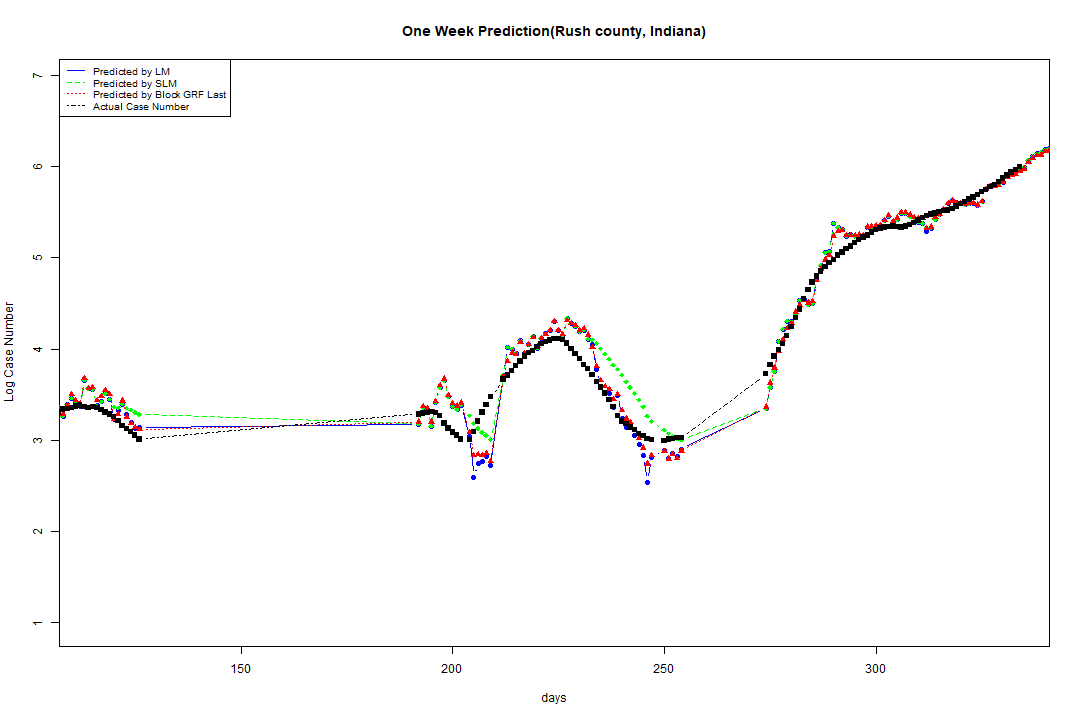 One Week Prediction(Rush county, Indiana)
Predicted by LM
Predicted by SLM
Predicted by Block GRF Last
Actual Case Number
7
6
5
4
3
2
1
Log Case Number
150
200
250
300
days